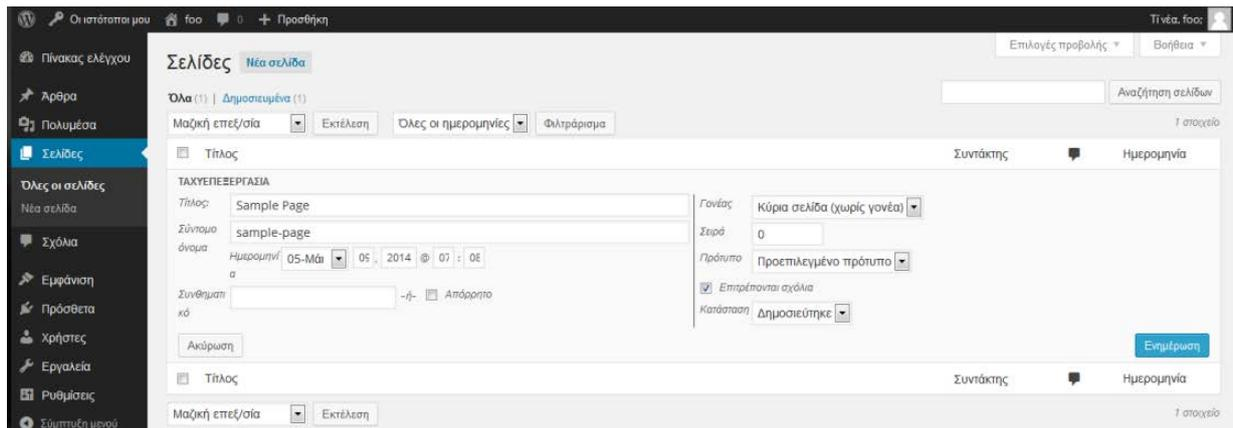 Οι ιστότοποι μου foo 0 + Προσθήκη Τι νέα, foo;
Επιλογές προβολής Βοήθεια
Πίνακας ελέγχου
Άρθρα
Πολυμέσα
Σελίδες
Όλες οι σελίδες
Νέα σελίδα
Σχόλια
Εμφάνιση
Πρόσθετα
Χρήστες
Εργαλεία
Ρυθμίσεις
Σύμπτυξη μενού
Σελίδες Νέα σελίδα
Όλα (1) | Δημοσιευμένα (1)
Αναζήτηση σελίδων
Μαζική επεξ/σία Εκτέλεση Όλες οι ημερομηνίες Φιλτράρισμα 1 στοιχείο
Τίτλος Συντάκτης Ημερομηνία
ΤΑΧΥΕΠΕΞΕΡΓΑΣΙΑ
Τίτλος: Sample Page
Σύντομο όνομα sample-page
Ημερομηνία 05-Μάι 05, 2014 @ 07 : 08
Συνθηματικό -ή- Απόρρητο
Γονέας Κύρια σελίδα (χωρίς γονέα)
Σειρά 0
Πρότυπο Προεπιλεγμένο πρότυπο
Επιτρέπονται σχόλια
Κατάσταση Δημοσιεύτηκε
Ακύρωση Ενημέρωση
Τίτλος Συντάκτης Ημερομηνία
Μαζική επεξ/σία Εκτέλεση 1 στοιχείο